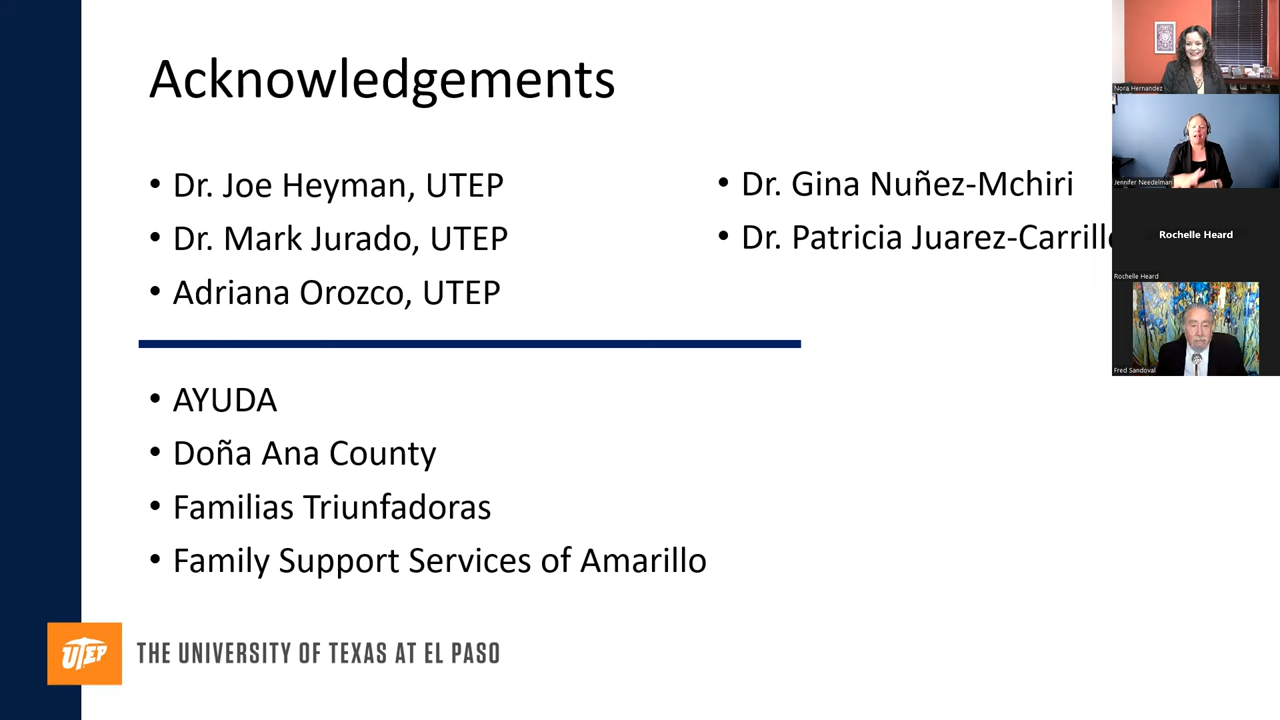 Acknowledgements
• Dr. Joe Heyman, UTEP
• Dr. Mark Jurado, UTEP
• Adriana Orozco, UTEP
• Dr. Gina Nuñez-Mchiri
• Dr. Patricia Juarez-Carrillo
• AYUDA
• Doña Ana County
• Familias Triunfadoras
• Family Support Services of Amarillo
UTEP
THE UNIVERSITY OF TEXAS AT EL PASO
Nora Hernandez
Jennifer Needelman
Rochelle Heard
Rochelle Heard
Fred Sandoval